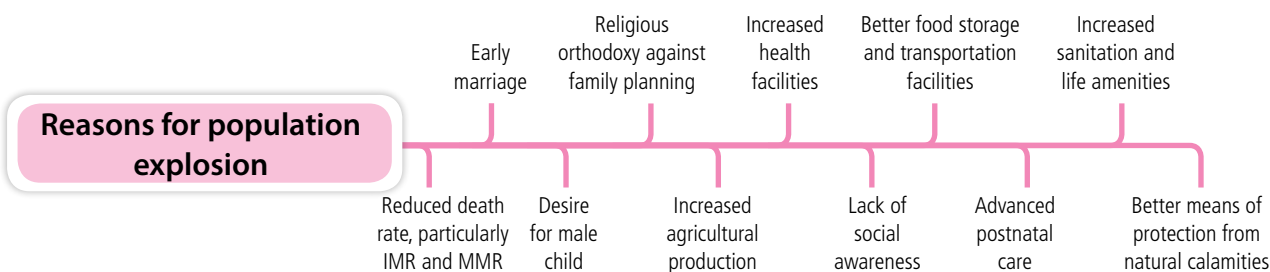 Reasons for population
explosion
Early
marriage
Religious
orthodoxy against
family planning
Increased
health
facilities
Better food storage
and transportation
facilities
Increased
sanitation and
life amenities
Reduced death
rate, particularly
IMR and MMR
Desire
for male
child
Increased
agricultural
production
Lack of
social
awareness
Advanced
postnatal
care
Better means of
protection from
natural calamities